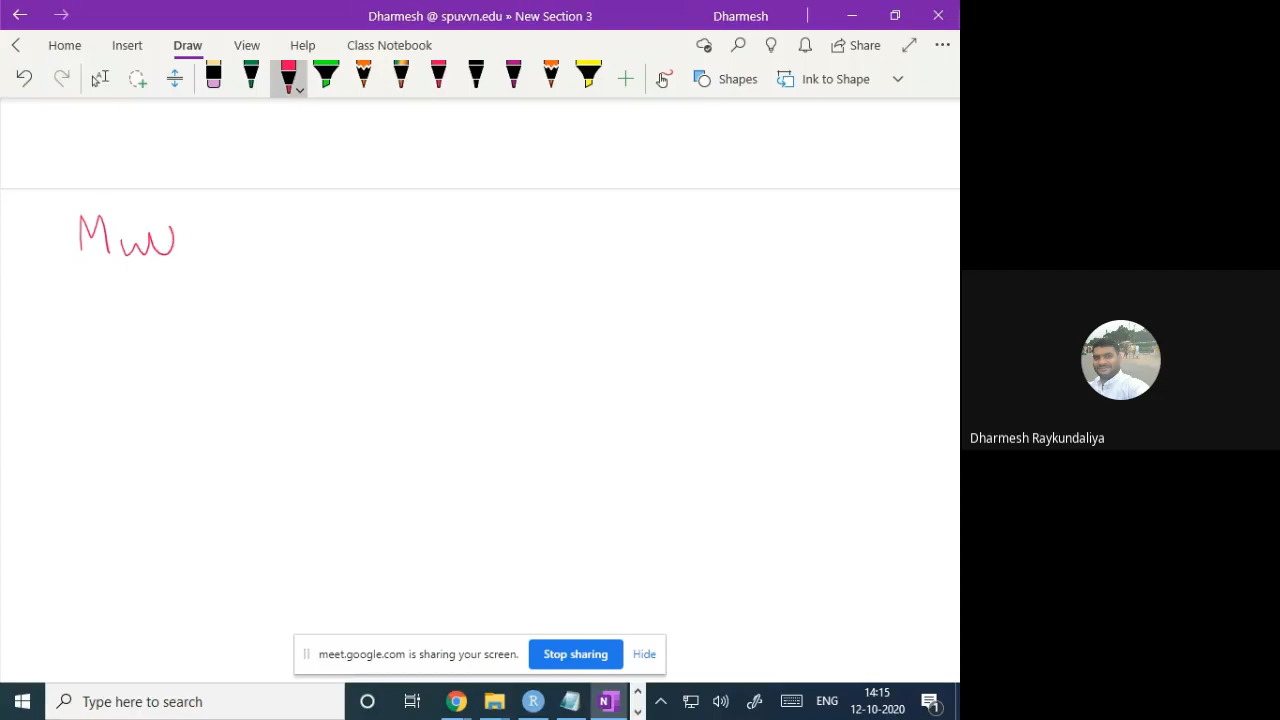 Dharmesh @ spuvvn.edu » New Section 3
Dharmesh
Home Insert Draw View Help Class Notebook
Share
Shapes
Ink to Shape
Dharmesh Raykundaliya
meet.google.com is sharing your screen.
Stop sharing
Hide
Type here to search
ENG
14:15
12-10-2020
1